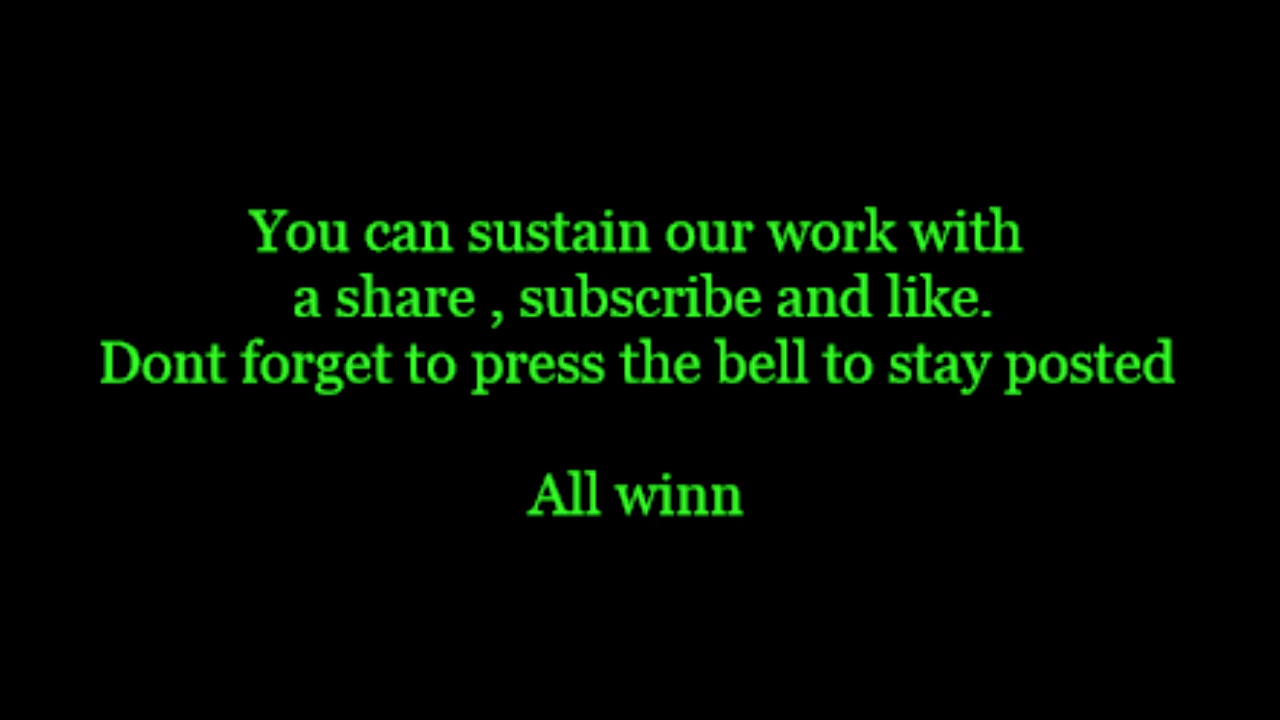 You can sustain our work with
a share , subscribe and like.
Dont forget to press the bell to stay posted
All winn